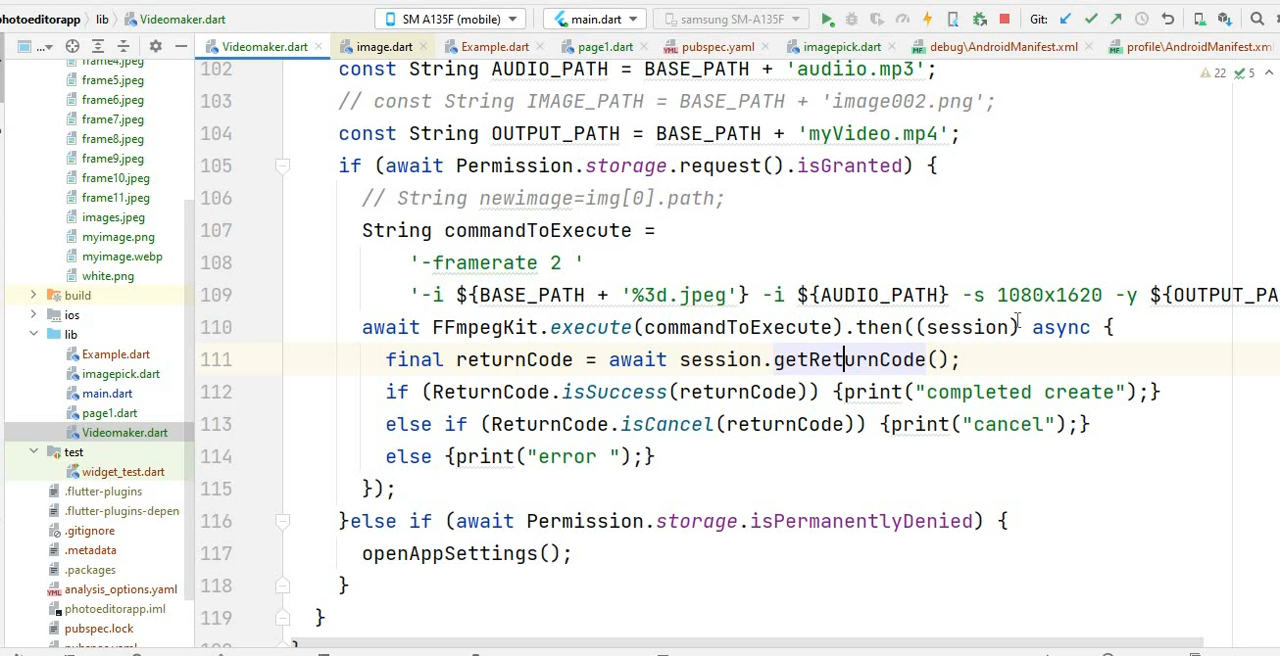 photoeditorapp lib Videomaker.dart SM A135F (mobile) main.dart samsung SM-A135F Git:
... Videomaker.dart image.dart Example.dart page1.dart pubspec.yaml imagepick.dart debug\AndroidManifest.xml profile\AndroidManifest.xml
frame4.jpeg
frame5.jpeg
frame6.jpeg
frame7.jpeg
frame8.jpeg
frame9.jpeg
frame10.jpeg
frame11.jpeg
images.jpeg
myimage.png
myimage.webp
white.png
build
ios
lib
Example.dart
imagepick.dart
main.dart
page1.dart
Videomaker.dart
test
widget_test.dart
.flutter-plugins
.flutter-plugins-depen
.gitignore
.metadata
.packages
analysis_options.yaml
photoeditorapp.iml
pubspec.lock
22 5
102 const String AUDIO_PATH = BASE_PATH + 'audiio.mp3';
103 // const String IMAGE_PATH = BASE_PATH + 'image002.png';
104 const String OUTPUT_PATH = BASE_PATH + 'myVideo.mp4';
105 if (await Permission.storage.request().isGranted) {
106 // String newimage=img[0].path;
107 String commandToExecute =
108 '-framerate 2 '
109 '-i ${BASE_PATH + '%3d.jpeg'} -i ${AUDIO_PATH} -s 1080x1620 -y ${OUTPUT_PA
110 await FFmpegKit.execute(commandToExecute).then((session) async {
111 final returnCode = await session.getReturnCode();
112 if (ReturnCode.isSuccess(returnCode)) {print("completed create");}
113 else if (ReturnCode.isCancel(returnCode)) {print("cancel");}
114 else {print("error ");}
115 });
116 }else if (await Permission.storage.isPermanentlyDenied) {
117 openAppSettings();
118 }
119 }